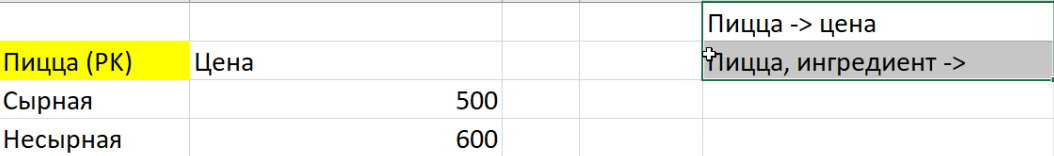 Пицца -> цена
Пицца (PK) Цена Пицца, ингредиент ->
Сырная 500
Несырная 600